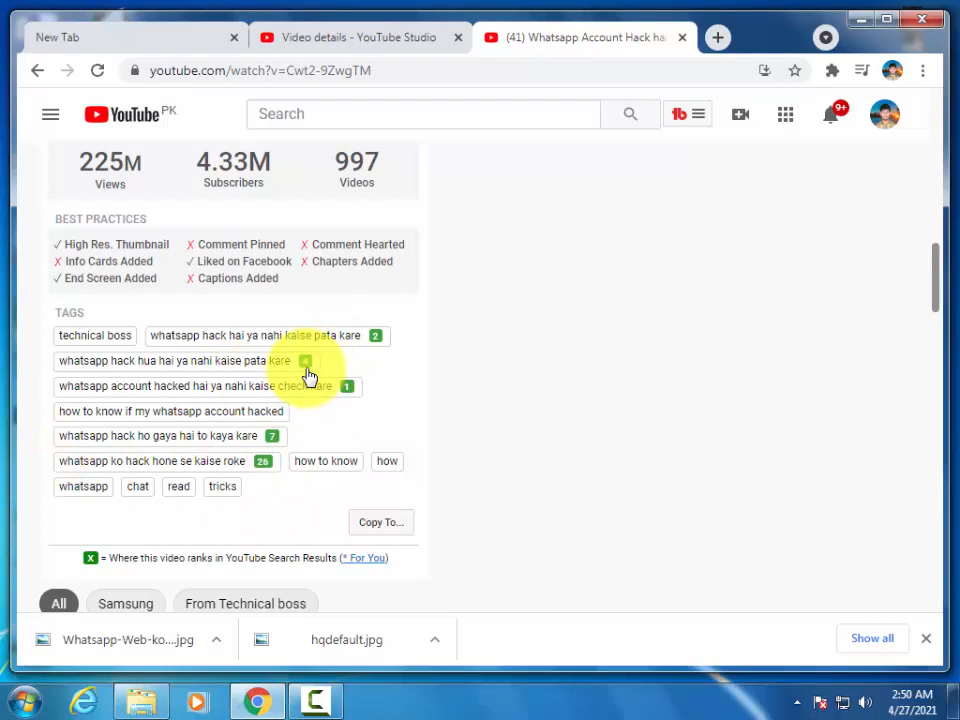 New Tab
Video details - YouTube Studio
(41) Whatsapp Account Hack ha
youtube.com/watch?v=Cwt2-9ZwgTM
YouTube PK
Search
tb
9+
225M
4.33M
997
Views
Subscribers
Videos
BEST PRACTICES
✓ High Res. Thumbnail
✗ Comment Pinned
✗ Comment Hearted
✗ Info Cards Added
✓ Liked on Facebook
✗ Chapters Added
✓ End Screen Added
✗ Captions Added
TAGS
technical boss
whatsapp hack hai ya nahi kaise pata kare 2
whatsapp hack hua hai ya nahi kaise pata kare 4
whatsapp account hacked hai ya nahi kaise check kare 1
how to know if my whatsapp account hacked
whatsapp hack ho gaya hai to kaya kare 7
whatsapp ko hack hone se kaise roke 26
how to know
how
whatsapp
chat
read
tricks
Copy To...
X = Where this video ranks in YouTube Search Results (* For You)
All
Samsung
From Technical boss
Whatsapp-Web-ko....jpg
hqdefault.jpg
Show all
2:50 AM
4/27/2021